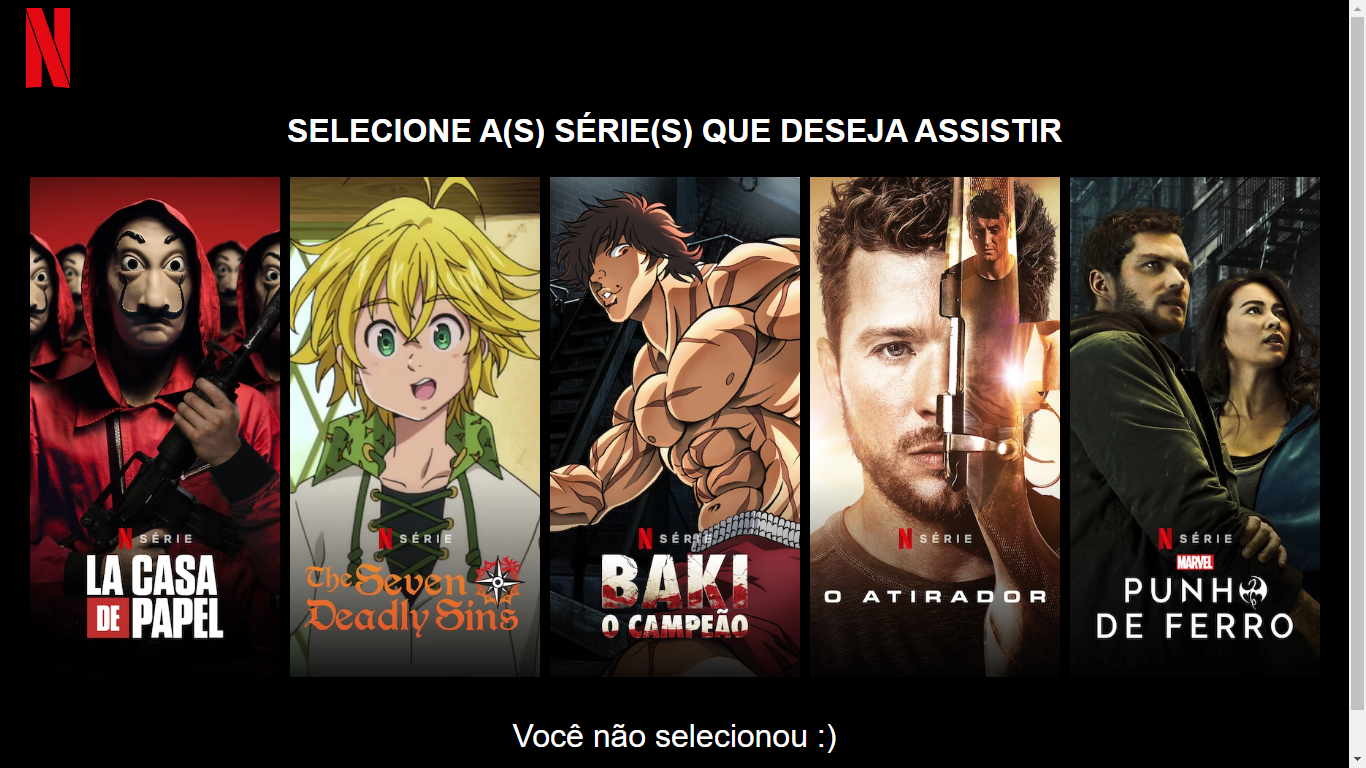 N
SELECIONE A(S) SÉRIE(S) QUE DESEJA ASSISTIR
N SÉRIE
LA CASA
DE PAPEL
N SÉRIE
The Seven
Deadly Sins
N SÉRIE
BAKI
O CAMPEÃO
N SÉRIE
O ATIRADOR
N SÉRIE
MARVEL
PUNHO
DE FERRO
Você não selecionou :)